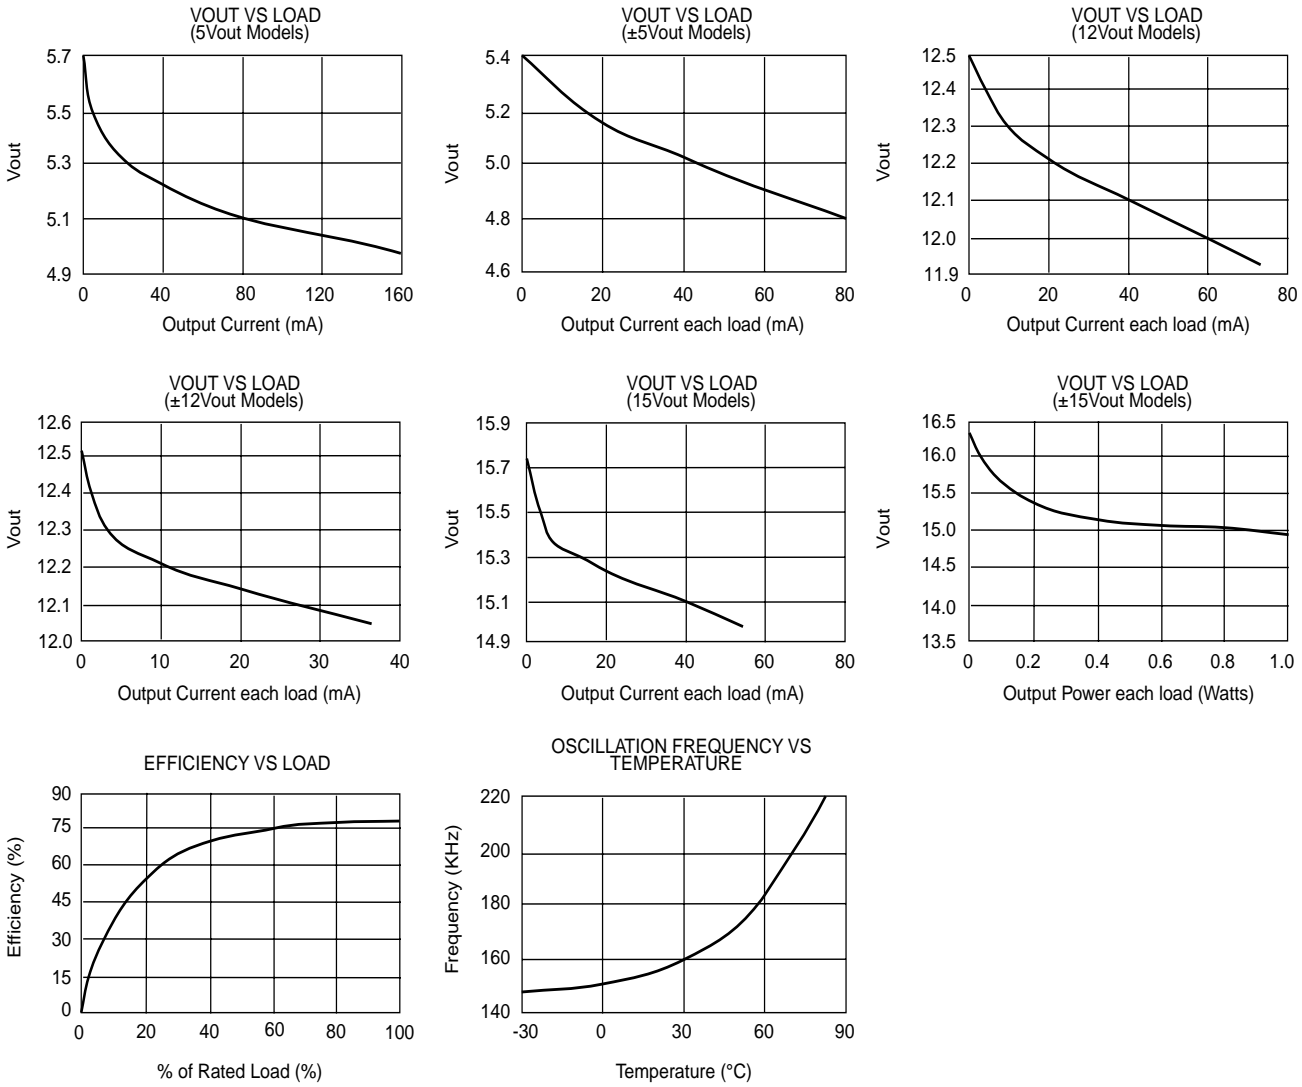 VOUT VS LOAD
(5Vout Models)
5.7
5.5
5.3
5.1
4.9
Vout
0 40 80 120 160
Output Current (mA)
VOUT VS LOAD
(±5Vout Models)
5.4
5.2
5.0
4.8
4.6
Vout
0 20 40 60 80
Output Current each load (mA)
VOUT VS LOAD
(12Vout Models)
12.5
12.4
12.3
12.2
12.1
12.0
11.9
Vout
0 20 40 60 80
Output Current each load (mA)
VOUT VS LOAD
(±12Vout Models)
12.6
12.5
12.4
12.3
12.2
12.1
12.0
Vout
0 10 20 30 40
Output Current each load (mA)
VOUT VS LOAD
(15Vout Models)
15.9
15.7
15.5
15.3
15.1
14.9
Vout
0 20 40 60 80
Output Current each load (mA)
VOUT VS LOAD
(±15Vout Models)
16.5
16.0
15.5
15.0
14.5
14.0
13.5
Vout
0 0.2 0.4 0.6 0.8 1.0
Output Power each load (Watts)
EFFICIENCY VS LOAD
90
75
60
45
30
15
0
Efficiency (%)
0 20 40 60 80 100
% of Rated Load (%)
OSCILLATION FREQUENCY VS
TEMPERATURE
220
200
180
160
140
Frequency (KHz)
-30 0 30 60 90
Temperature (°C)